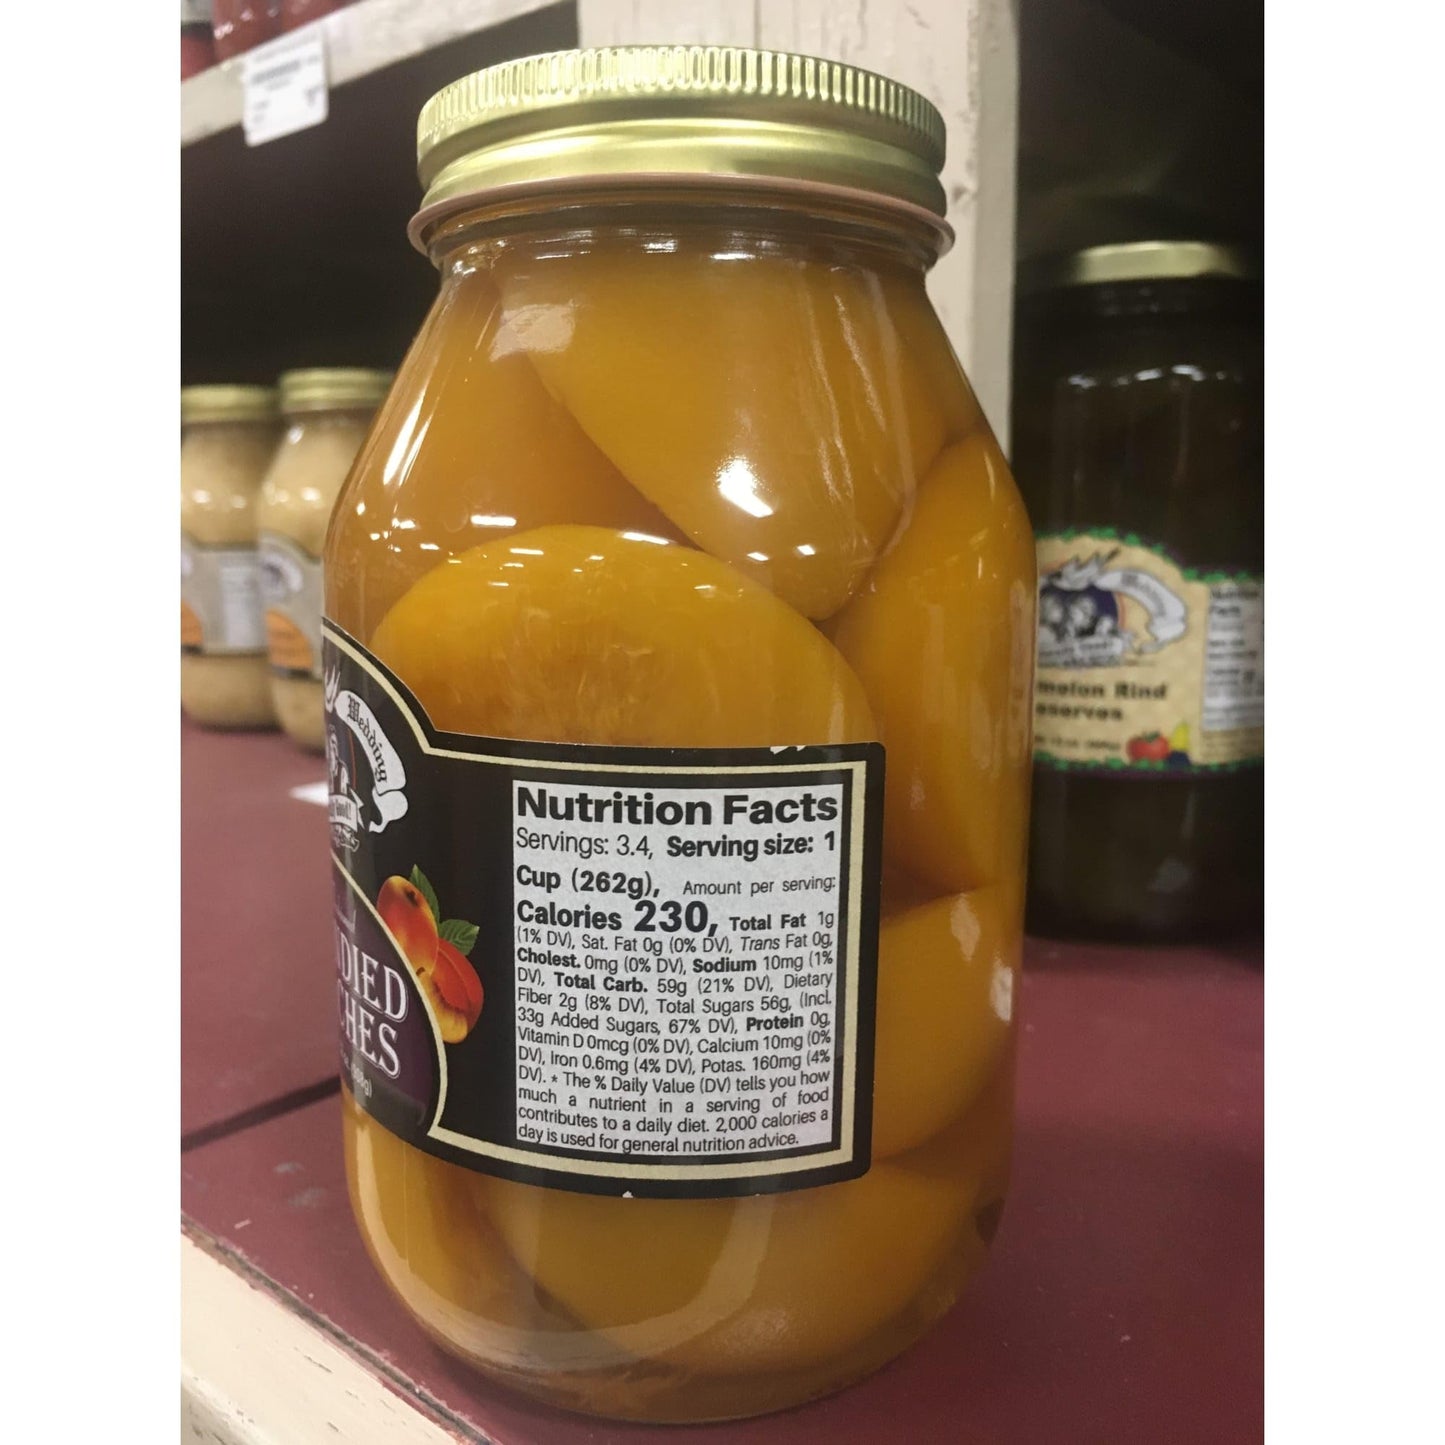 Wedding
Nutrition Facts
Servings: 3.4, Serving size: 1
Cup (262g), Amount per serving:
Calories 230, Total Fat 1g
(1% DV), Sat. Fat 0g (0% DV), Trans Fat 0g,
Cholest. 0mg (0% DV), Sodium 10mg (1%
DV), Total Carb. 59g (21% DV), Dietary
Fiber 2g (8% DV), Total Sugars 56g, (Incl.
33g Added Sugars, 67% DV), Protein 0g,
Vitamin D 0mcg (0% DV), Calcium 10mg (0%
DV), Iron 0.6mg (4% DV), Potas. 160mg (4%
DV). * The % Daily Value (DV) tells you how
much a nutrient in a serving of food
contributes to a daily diet. 2,000 calories a
day is used for general nutrition advice.
DIED
CHES
Nutrition
Facts
melon Rind
eserves